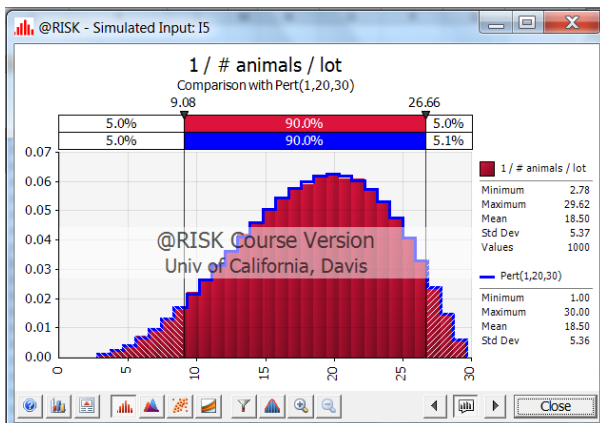 @RISK - Simulated Input: I5
1 / # animals / lot
Comparison with Pert(1,20,30)
9.08 26.66
5.0% 90.0% 5.0%
5.0% 90.0% 5.1%
0.07
0.06
0.05
0.04
0.03
0.02
0.01
0.00
0 5 10 15 20 25 30
@RISK Course Version
Univ of California, Davis
1 / # animals / lot
Minimum 2.78
Maximum 29.62
Mean 18.50
Std Dev 5.37
Values 1000
Pert(1,20,30)
Minimum 1.00
Maximum 30.00
Mean 18.50
Std Dev 5.36
Close